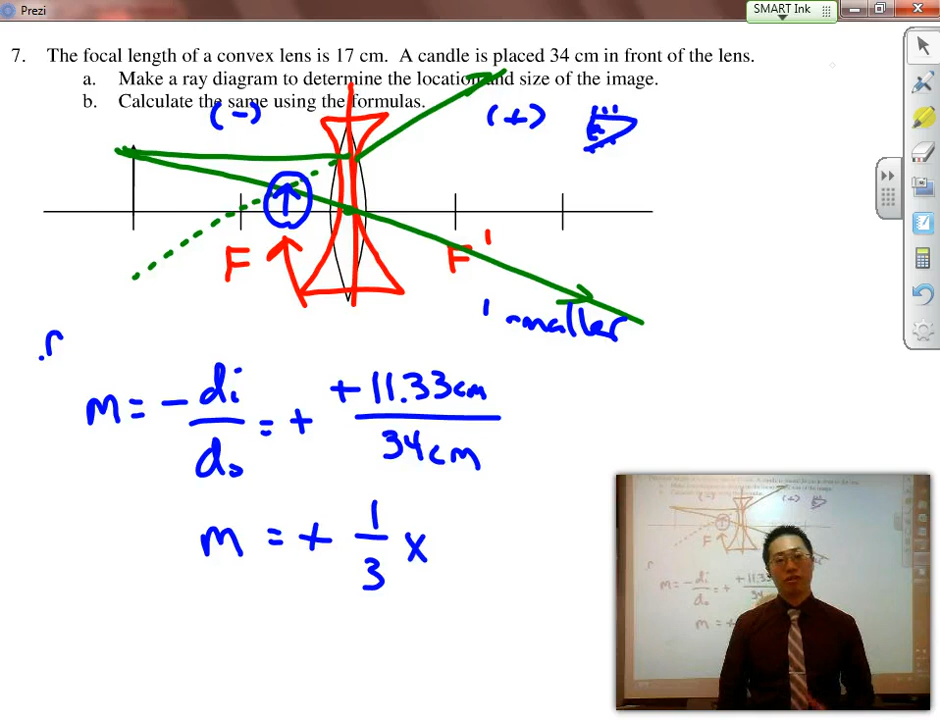 Prezi
SMART Ink
7. The focal length of a convex lens is 17 cm. A candle is placed 34 cm in front of the lens.
a. Make a ray diagram to determine the location and size of the image.
b. Calculate the same using the formulas.
(-) (+)
F F'
smaller
m = - di/do = + +11.33cm/34cm
m = + 1/3 x